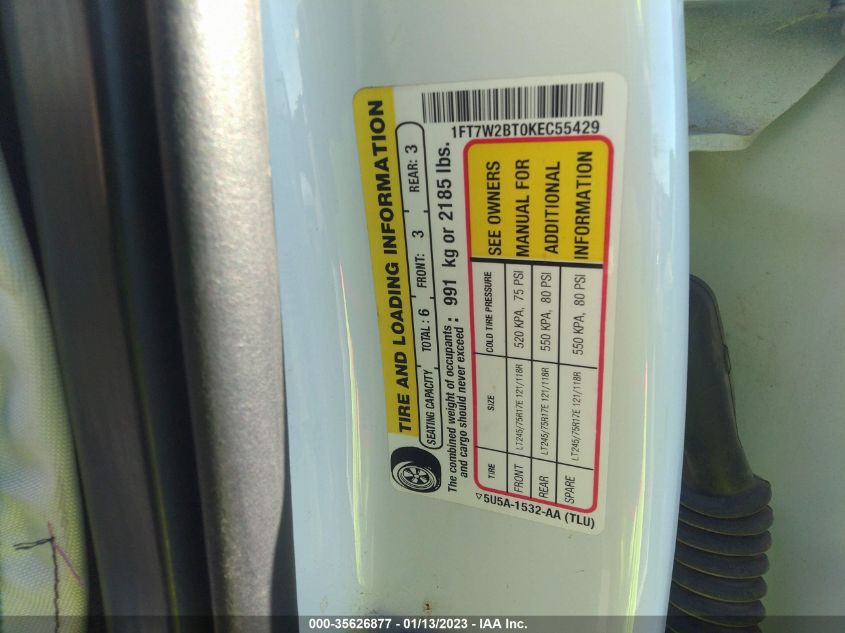 TIRE AND LOADING INFORMATION
SEATING CAPACITY TOTAL : 6 FRONT: 3 REAR: 3
The combined weight of occupants and cargo should never exceed : 991 kg or 2185 lbs.
1FT7W2BT0KEC55429
TIRE SIZE COLD TIRE PRESSURE
FRONT LT245/75R17E 121/118R 520 KPA, 75 PSI
REAR LT245/75R17E 121/118R 550 KPA, 80 PSI
SPARE LT245/75R17E 121/118R 550 KPA, 80 PSI
SEE OWNERS
MANUAL FOR
ADDITIONAL
INFORMATION
▽5U5A-1532-AA (TLU)
000-35626877 - 01/13/2023 - IAA Inc.